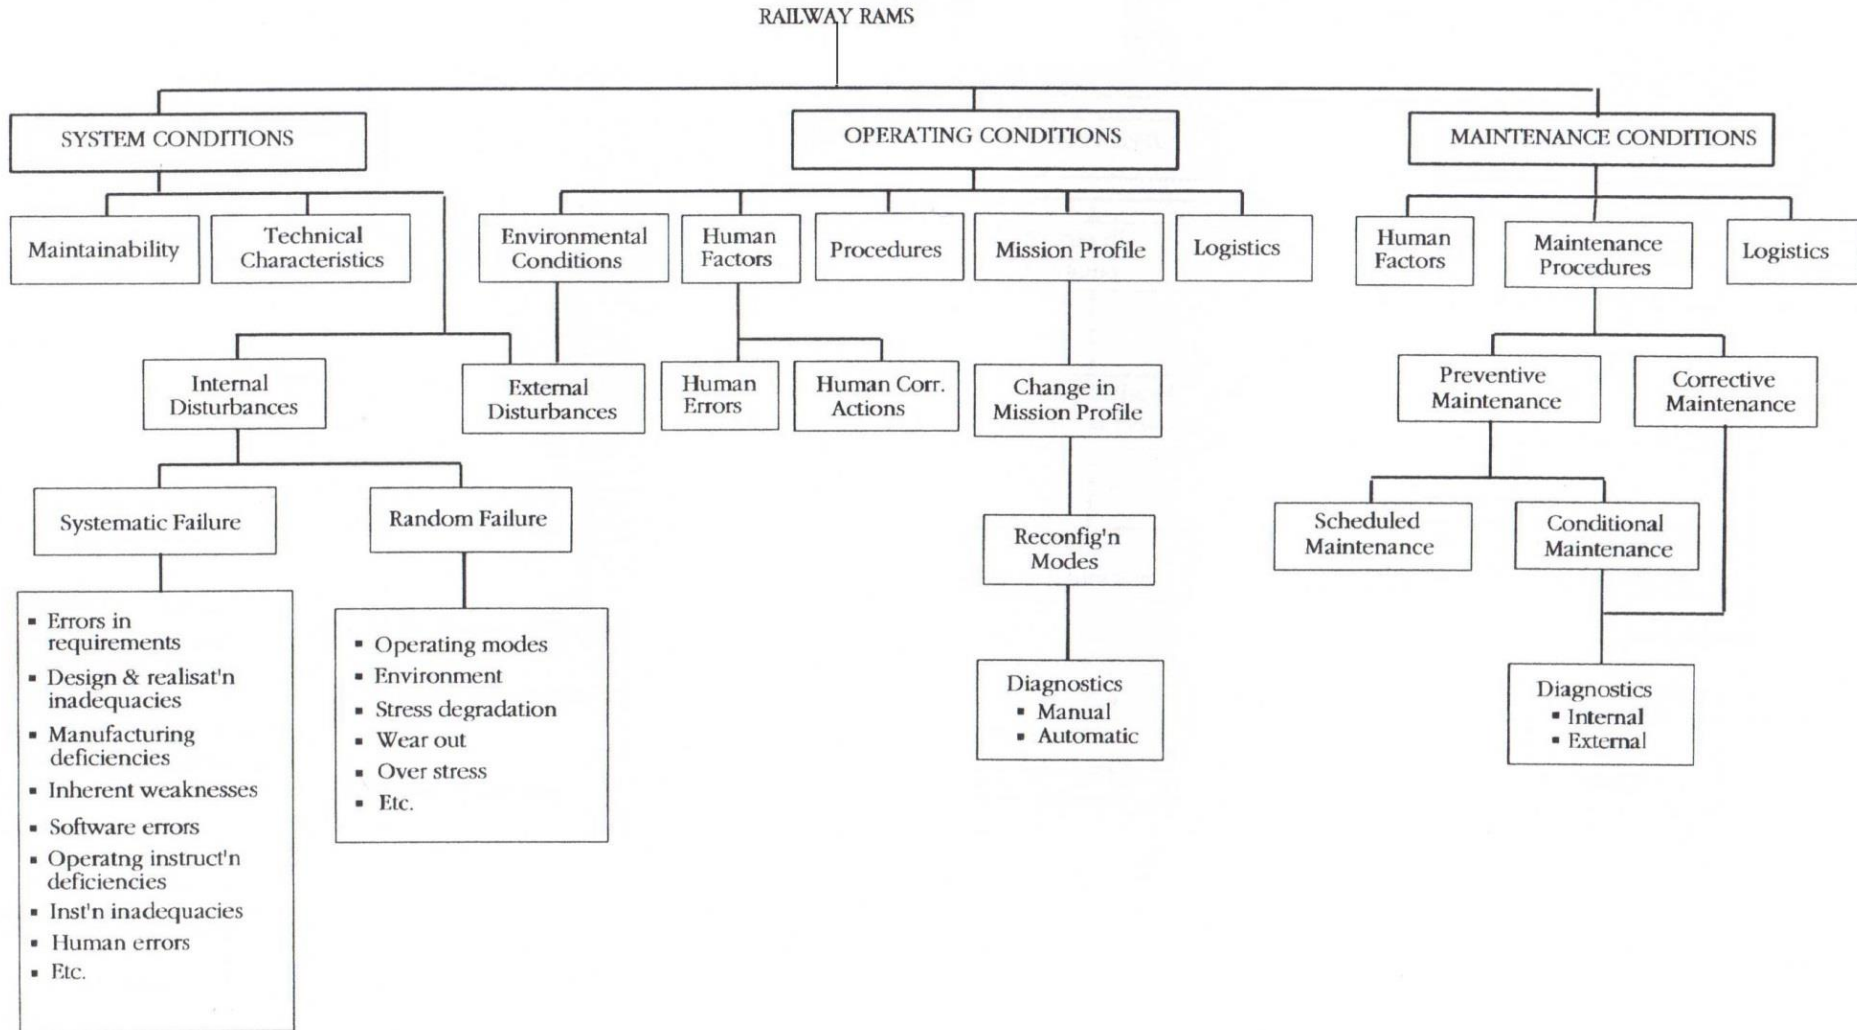 RAILWAY RAMS
SYSTEM CONDITIONS
OPERATING CONDITIONS
MAINTENANCE CONDITIONS
Maintainability
Technical
Characteristics
Environmental
Conditions
Human
Factors
Procedures
Mission Profile
Logistics
Human
Factors
Maintenance
Procedures
Logistics
Internal
Disturbances
External
Disturbances
Human
Errors
Human Corr.
Actions
Change in
Mission Profile
Preventive
Maintenance
Corrective
Maintenance
Systematic Failure
Random Failure
Reconfig'n
Modes
Scheduled
Maintenance
Conditional
Maintenance
▪ Errors in
requirements
▪ Design & realisat'n
inadequacies
▪ Manufacturing
deficiencies
▪ Inherent weaknesses
▪ Software errors
▪ Operatng instruct'n
deficiencies
▪ Inst'n inadequacies
▪ Human errors
▪ Etc.
▪ Operating modes
▪ Environment
▪ Stress degradation
▪ Wear out
▪ Over stress
▪ Etc.
Diagnostics
▪ Manual
▪ Automatic
Diagnostics
▪ Internal
▪ External